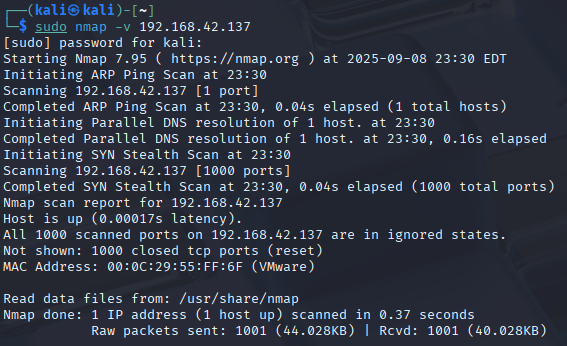 ┌──(kali㉿kali)-[~]
└─$ sudo nmap -v 192.168.42.137
[sudo] password for kali:
Starting Nmap 7.95 ( https://nmap.org ) at 2025-09-08 23:30 EDT
Initiating ARP Ping Scan at 23:30
Scanning 192.168.42.137 [1 port]
Completed ARP Ping Scan at 23:30, 0.04s elapsed (1 total hosts)
Initiating Parallel DNS resolution of 1 host. at 23:30
Completed Parallel DNS resolution of 1 host. at 23:30, 0.16s elapsed
Initiating SYN Stealth Scan at 23:30
Scanning 192.168.42.137 [1000 ports]
Completed SYN Stealth Scan at 23:30, 0.04s elapsed (1000 total ports)
Nmap scan report for 192.168.42.137
Host is up (0.00017s latency).
All 1000 scanned ports on 192.168.42.137 are in ignored states.
Not shown: 1000 closed tcp ports (reset)
MAC Address: 00:0C:29:55:FF:6F (VMware)

Read data files from: /usr/share/nmap
Nmap done: 1 IP address (1 host up) scanned in 0.37 seconds
Raw packets sent: 1001 (44.028KB) | Rcvd: 1001 (40.028KB)